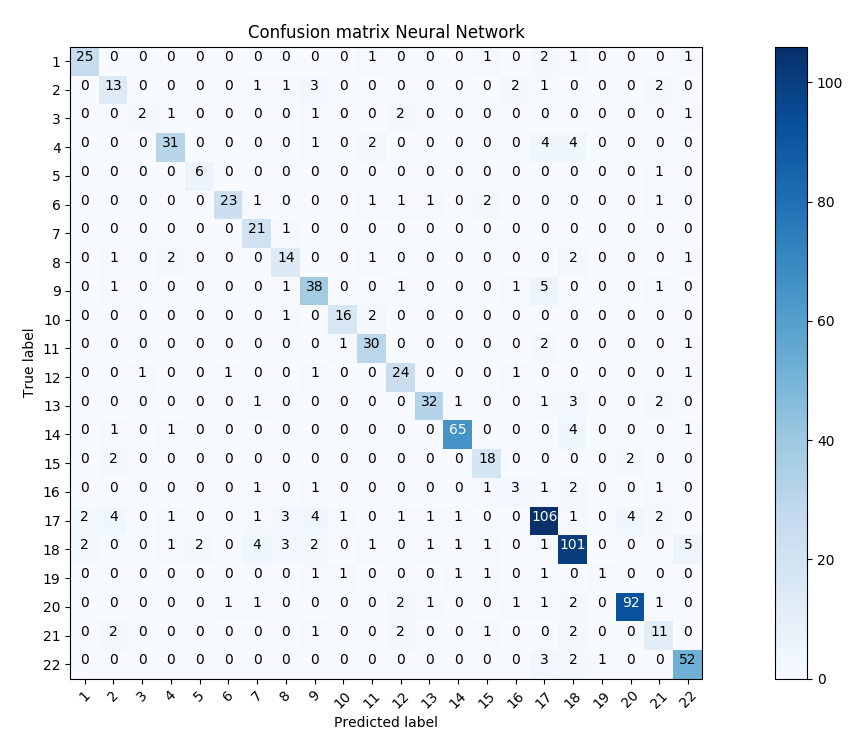 Confusion matrix Neural Network
1 25 0 0 0 0 0 0 0 0 0 1 0 0 0 1 0 2 1 0 0 0 1
2 0 13 0 0 0 0 1 1 3 0 0 0 0 0 0 2 1 0 0 0 2 0
3 0 0 2 1 0 0 0 0 1 0 0 2 0 0 0 0 0 0 0 0 0 1
4 0 0 0 31 0 0 0 0 1 0 2 0 0 0 0 0 4 4 0 0 0 0
5 0 0 0 0 6 0 0 0 0 0 0 0 0 0 0 0 0 0 0 0 1 0
6 0 0 0 0 0 23 1 0 0 0 1 1 1 0 2 0 0 0 0 0 1 0
7 0 0 0 0 0 0 21 1 0 0 0 0 0 0 0 0 0 0 0 0 0 0
8 0 1 0 2 0 0 0 14 0 0 1 0 0 0 0 0 0 2 0 0 0 1
9 0 1 0 0 0 0 0 1 38 0 0 1 0 0 0 1 5 0 0 0 1 0
10 0 0 0 0 0 0 0 1 0 16 2 0 0 0 0 0 0 0 0 0 0 0
11 0 0 0 0 0 0 0 0 0 1 30 0 0 0 0 0 2 0 0 0 0 1
12 0 0 1 0 0 1 0 0 1 0 0 24 0 0 0 1 0 0 0 0 0 1
13 0 0 0 0 0 0 1 0 0 0 0 0 32 1 0 0 1 3 0 0 2 0
14 0 1 0 1 0 0 0 0 0 0 0 0 0 65 0 0 0 4 0 0 0 1
15 0 2 0 0 0 0 0 0 0 0 0 0 0 0 18 0 0 0 0 2 0 0
16 0 0 0 0 0 0 1 0 1 0 0 0 0 0 1 3 1 2 0 0 1 0
17 2 4 0 1 0 0 1 3 4 1 0 1 1 1 0 0 106 1 0 4 2 0
18 2 0 0 1 2 0 4 3 2 0 1 0 1 1 1 0 1 101 0 0 0 5
19 0 0 0 0 0 0 0 0 1 1 0 0 0 1 1 0 1 0 1 0 0 0
20 0 0 0 0 0 1 1 0 0 0 0 2 1 0 0 1 1 2 0 92 1 0
21 0 2 0 0 0 0 0 0 1 0 0 2 0 0 1 0 0 2 0 0 11 0
22 0 0 0 0 0 0 0 0 0 0 0 0 0 0 0 0 3 2 1 0 0 52
1 2 3 4 5 6 7 8 9 10 11 12 13 14 15 16 17 18 19 20 21 22
True label
Predicted label
100
80
60
40
20
0